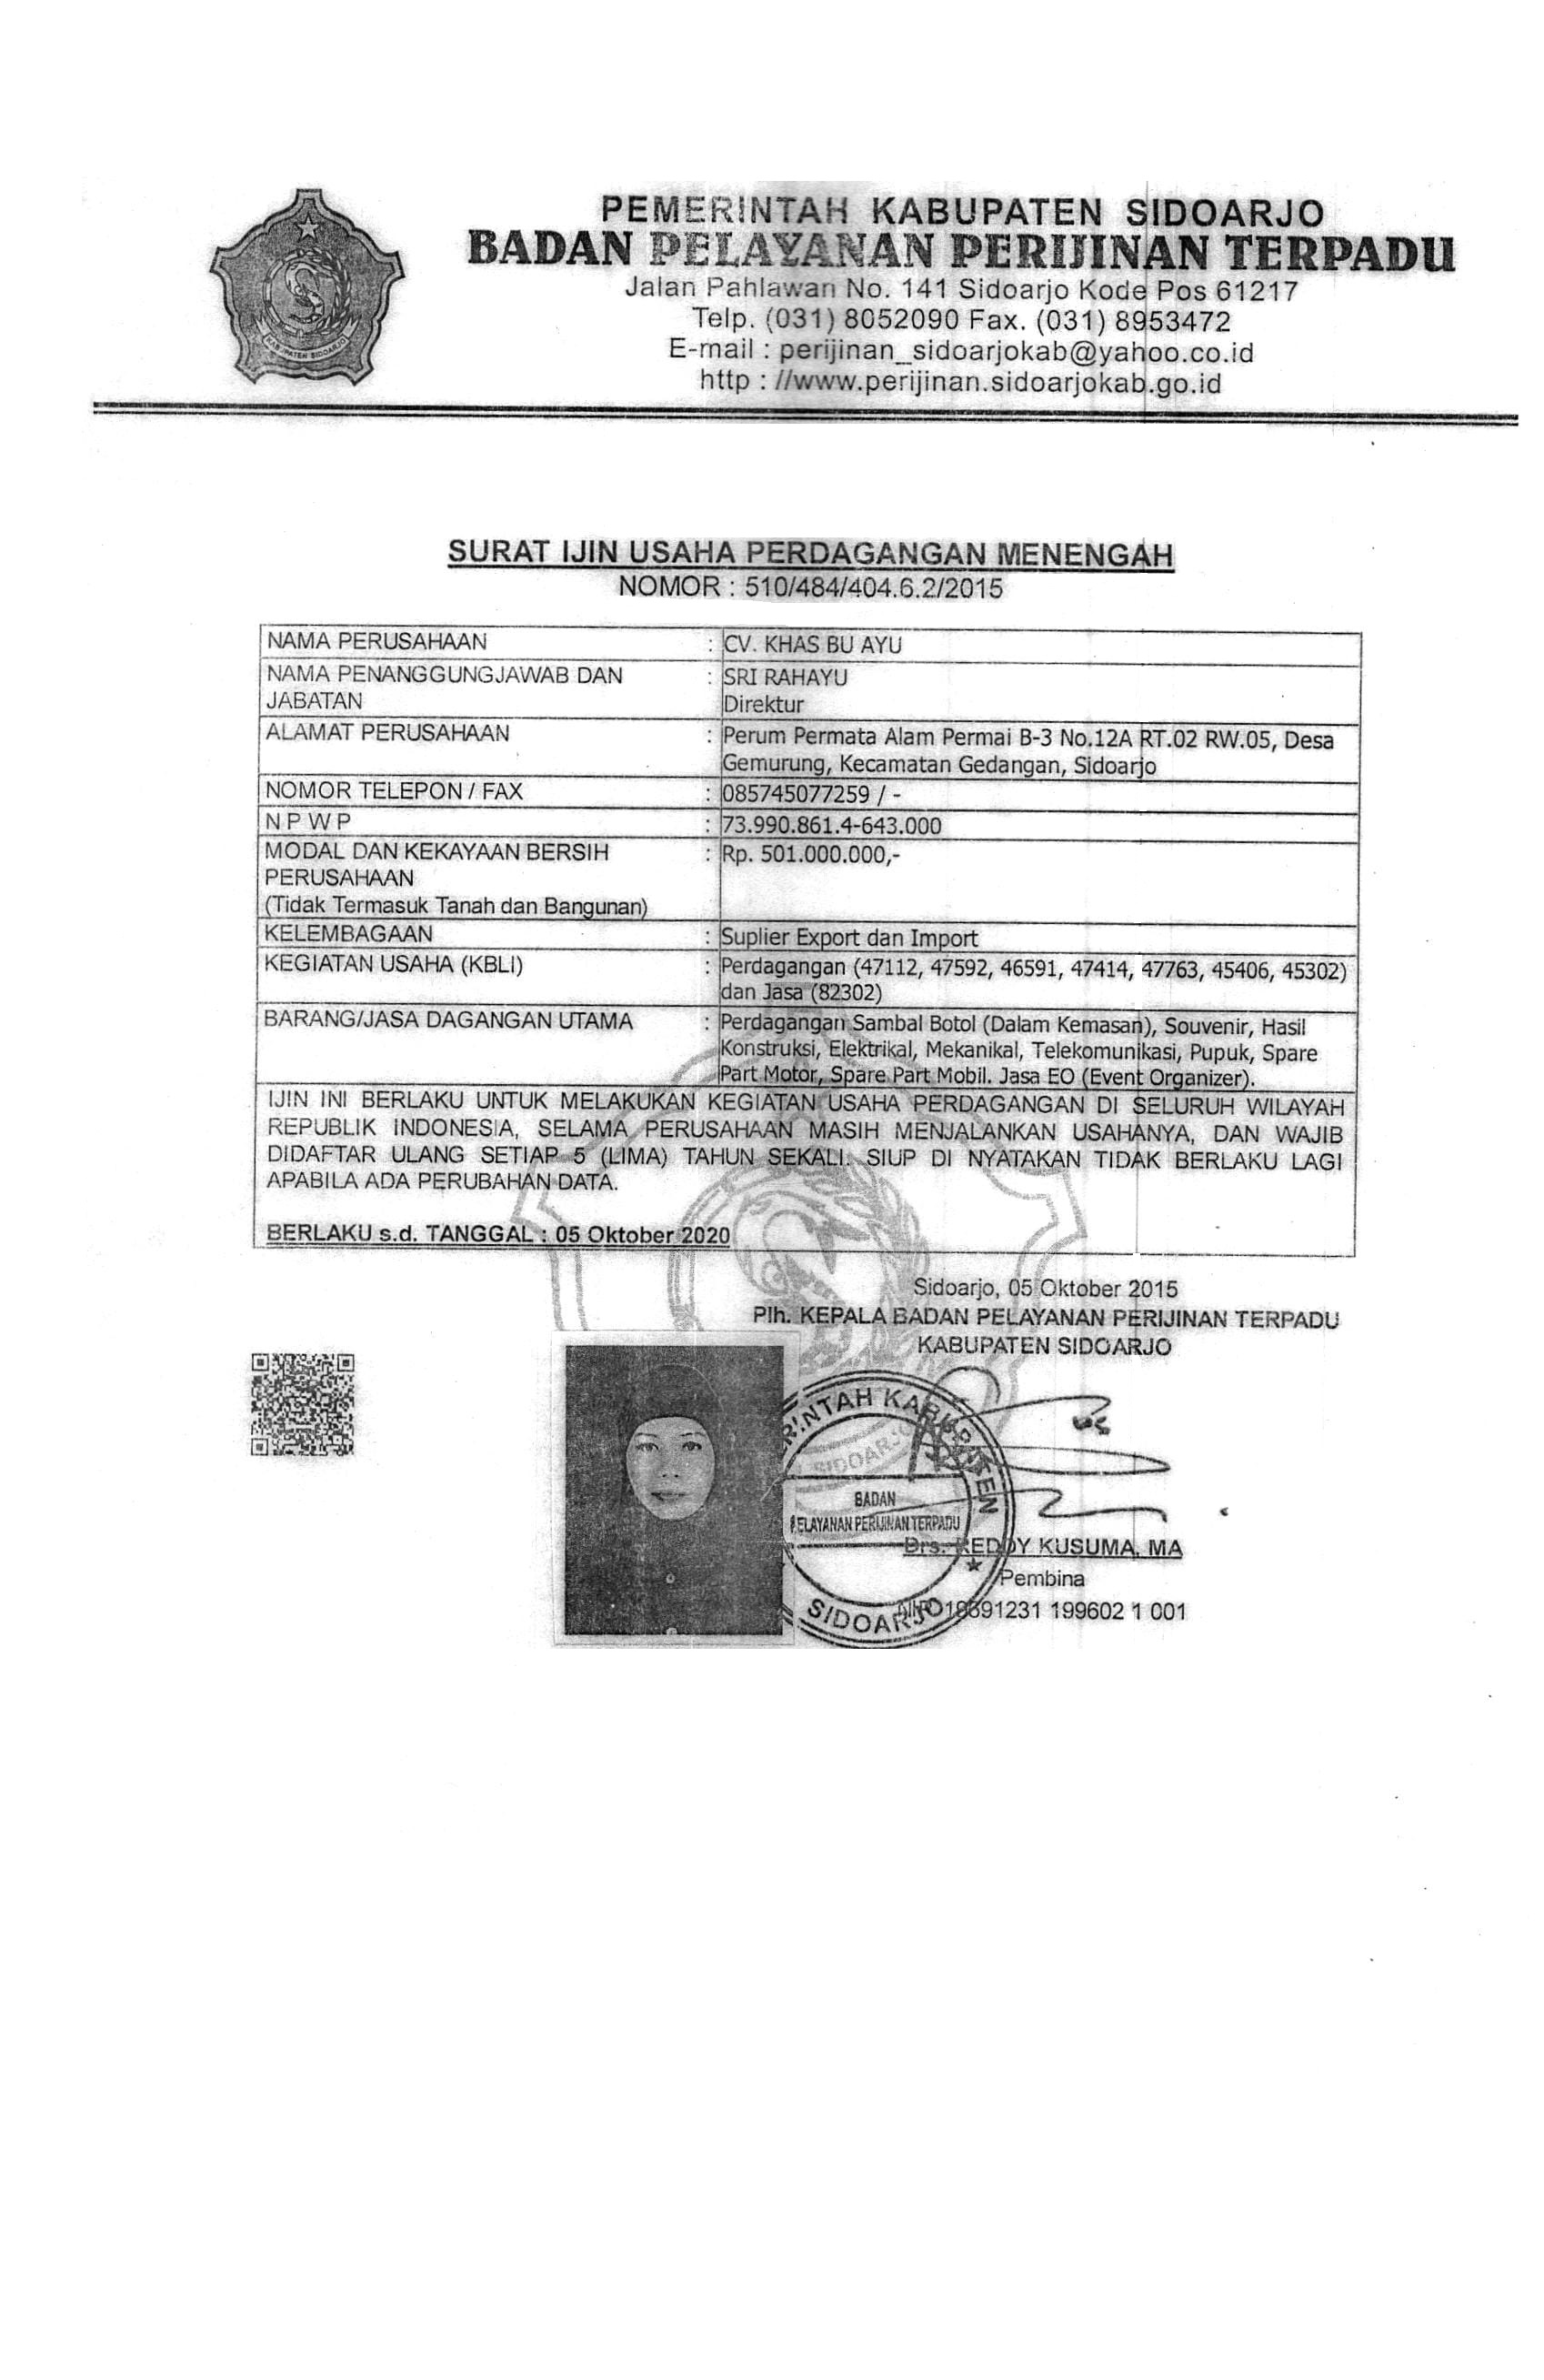 PEMERINTAH KABUPATEN SIDOARJO
BADAN PELAYANAN PERIJINAN TERPADU
Jalan Pahlawan No. 141 Sidoarjo Kode Pos 61217
Telp. (031) 8052090 Fax. (031) 8953472
E-mail : perijinan_sidoarjokab@yahoo.co.id
http : //www.perijinan.sidoarjokab.go.id
KABUPATEN SIDOARJO
SURAT IJIN USAHA PERDAGANGAN MENENGAH
NOMOR : 510/484/404.6.2/2015
NAMA PERUSAHAAN : CV. KHAS BU AYU
NAMA PENANGGUNGJAWAB DAN : SRI RAHAYU
JABATAN Direktur
ALAMAT PERUSAHAAN : Perum Permata Alam Permai B-3 No.12A RT.02 RW.05, Desa
Gemurung, Kecamatan Gedangan, Sidoarjo
NOMOR TELEPON / FAX : 085745077259 / -
N P W P : 73.990.861.4-643.000
MODAL DAN KEKAYAAN BERSIH : Rp. 501.000.000,-
PERUSAHAAN
(Tidak Termasuk Tanah dan Bangunan)
KELEMBAGAAN : Suplier Export dan Import
KEGIATAN USAHA (KBLI) : Perdagangan (47112, 47592, 46591, 47414, 47763, 45406, 45302)
dan Jasa (82302)
BARANG/JASA DAGANGAN UTAMA : Perdagangan Sambal Botol (Dalam Kemasan), Souvenir, Hasil
Konstruksi, Elektrikal, Mekanikal, Telekomunikasi, Pupuk, Spare
Part Motor, Spare Part Mobil. Jasa EO (Event Organizer).
IJIN INI BERLAKU UNTUK MELAKUKAN KEGIATAN USAHA PERDAGANGAN DI SELURUH WILAYAH
REPUBLIK INDONESIA, SELAMA PERUSAHAAN MASIH MENJALANKAN USAHANYA, DAN WAJIB
DIDAFTAR ULANG SETIAP 5 (LIMA) TAHUN SEKALI. SIUP DI NYATAKAN TIDAK BERLAKU LAGI
APABILA ADA PERUBAHAN DATA.
BERLAKU s.d. TANGGAL : 05 Oktober 2020
Sidoarjo, 05 Oktober 2015
Plh. KEPALA BADAN PELAYANAN PERIJINAN TERPADU
KABUPATEN SIDOARJO
KABUPATEN
SIDOARJO
BADAN
PELAYANAN PERIJINAN TERPADU
SIDOARJO
Drs. REDDY KUSUMA, MA
Pembina
199602 1 001